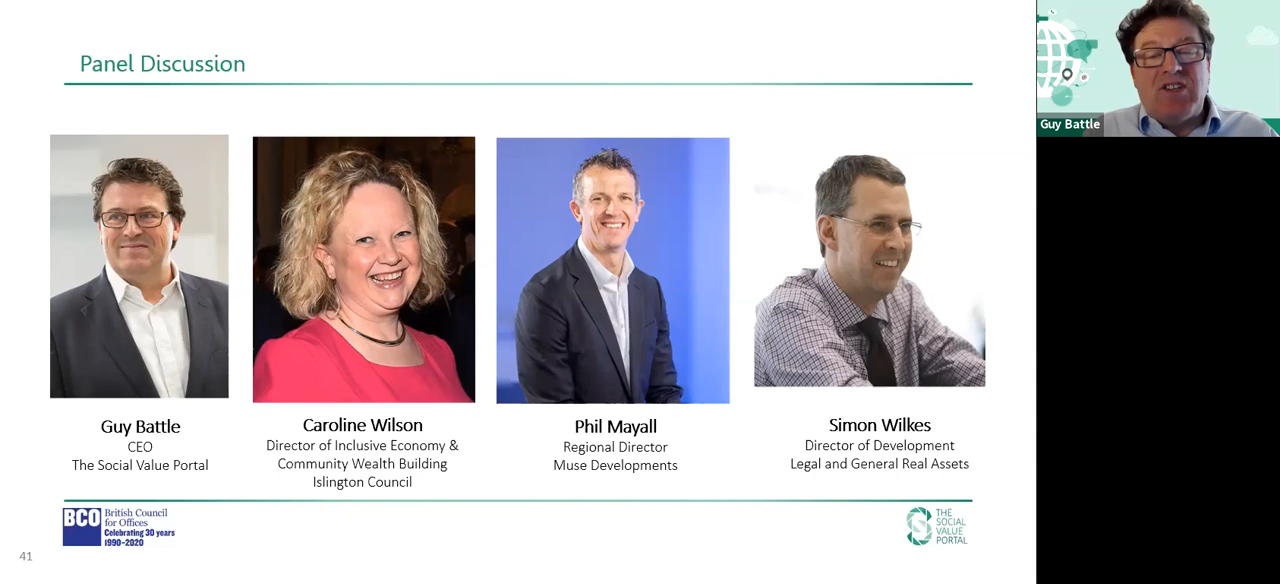 Panel Discussion
Guy Battle
Guy Battle
CEO
The Social Value Portal
Caroline Wilson
Director of Inclusive Economy &
Community Wealth Building
Islington Council
Phil Mayall
Regional Director
Muse Developments
Simon Wilkes
Director of Development
Legal and General Real Assets
BCO
British Council
for Offices
Celebrating 30 years
1990-2020
THE
SOCIAL
VALUE
PORTAL
41